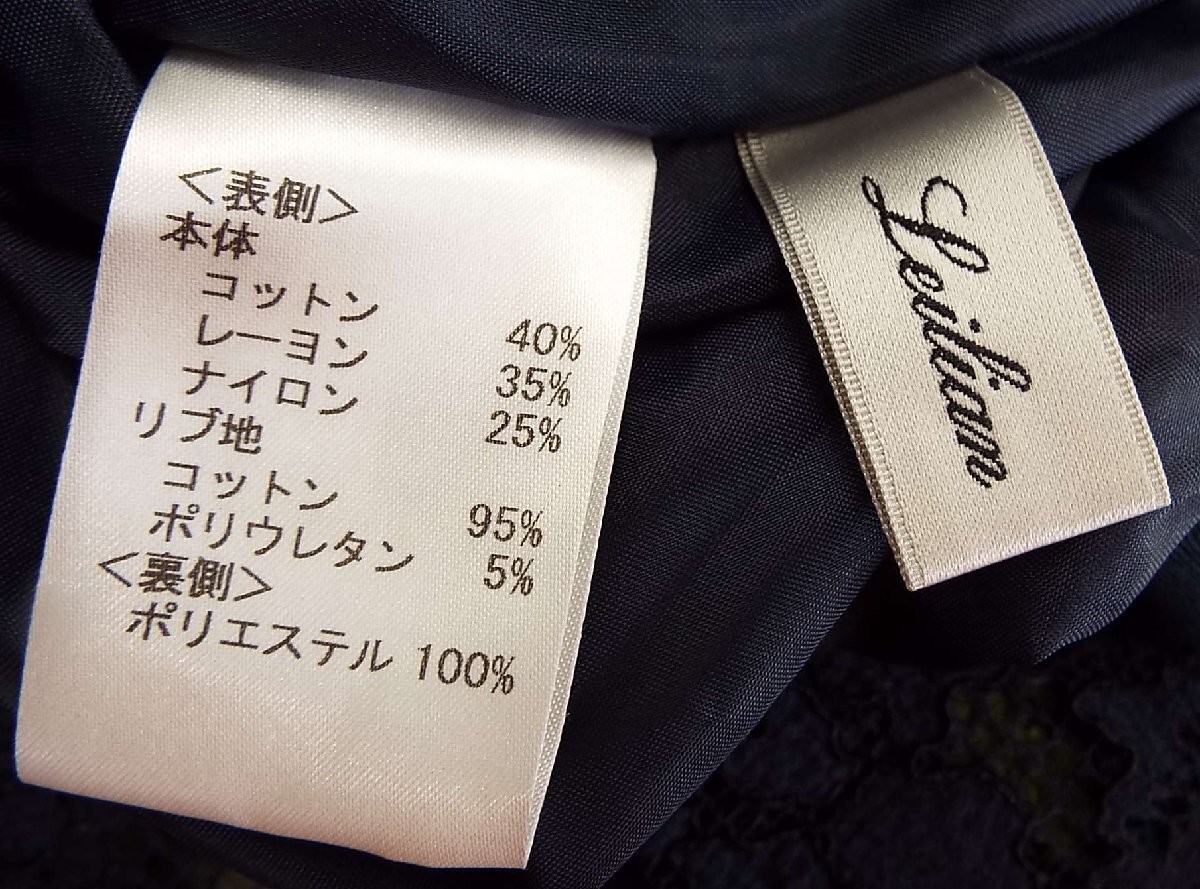 <表側>
本体
コットン 40%
レーヨン 35%
ナイロン 25%
リブ地
コットン 95%
ポリウレタン 5%
<裏側>
ポリエステル 100%
Leilian